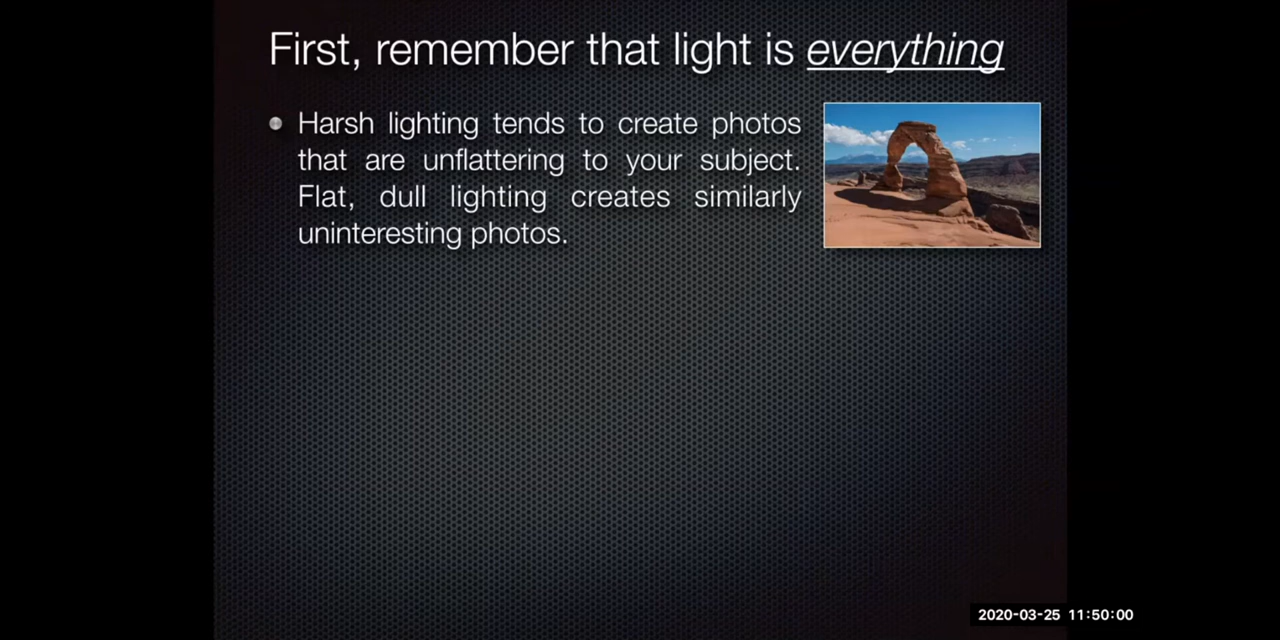 First, remember that light is everything
Harsh lighting tends to create photos
that are unflattering to your subject.
Flat, dull lighting creates similarly
uninteresting photos.
2020-03-25 11:50:00